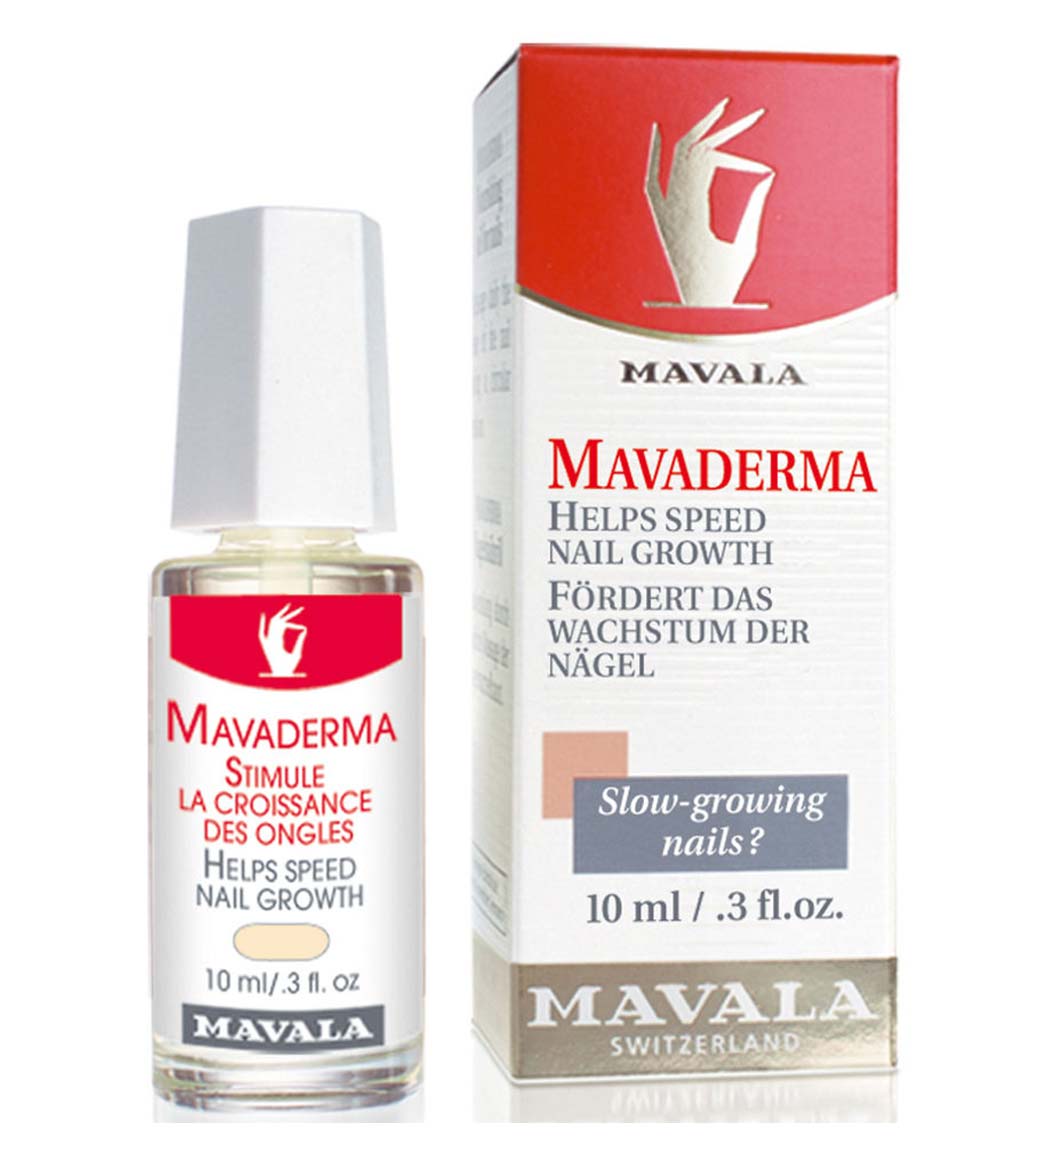 MAVADERMA
STIMULE
LA CROISSANCE
DES ONGLES
HELPS SPEED
NAIL GROWTH
10 ml/.3 fl. oz
MAVALA
MAVALA
MAVADERMA
HELPS SPEED
NAIL GROWTH
FÖRDERT DAS
WACHSTUM DER
NÄGEL
Slow-growing
nails?
10 ml / .3 fl.oz.
MAVALA
SWITZERLAND